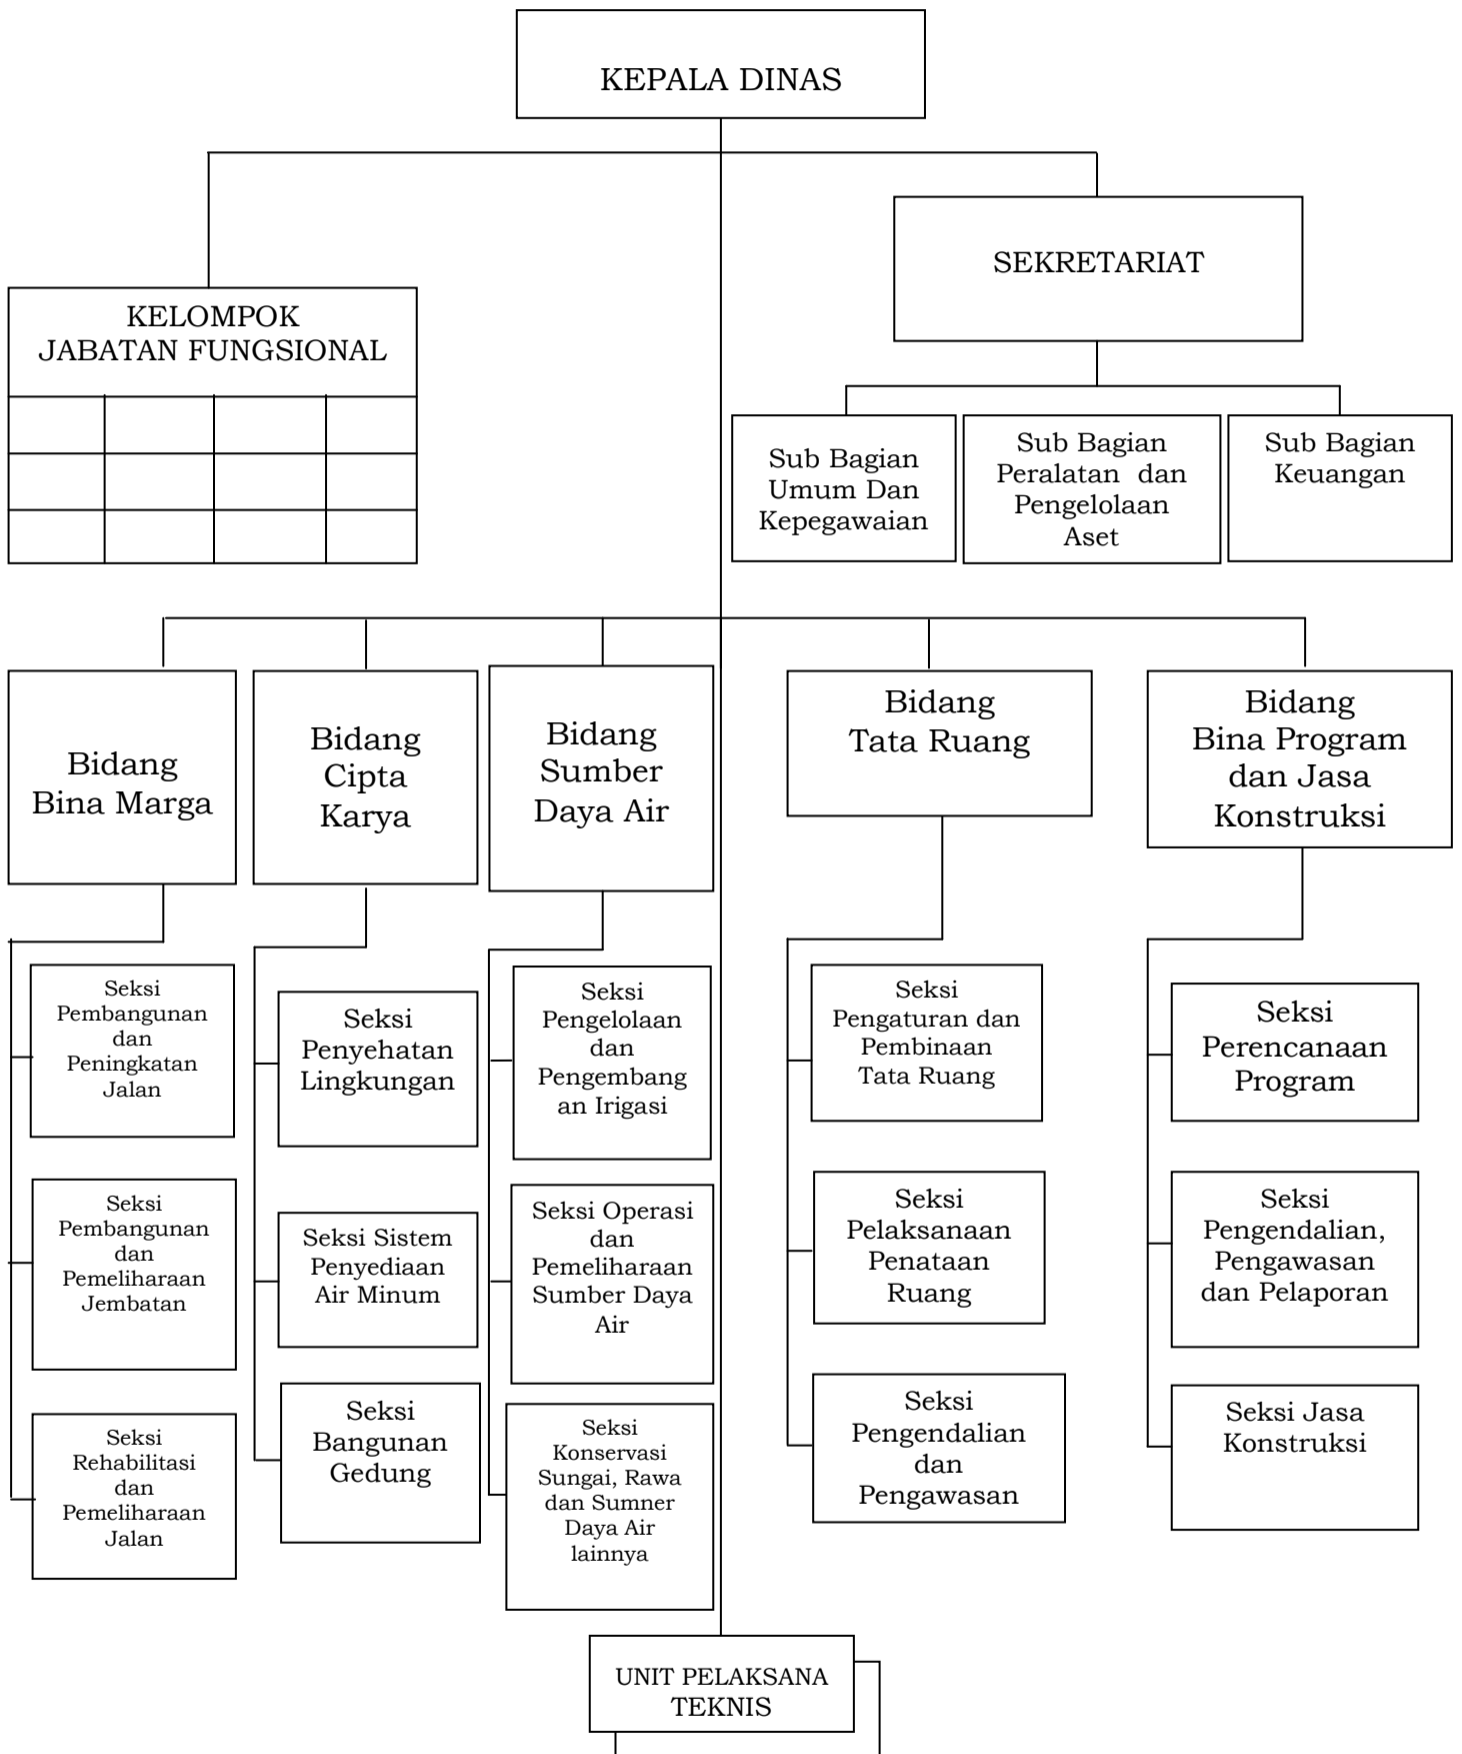 KEPALA DINAS
SEKRETARIAT
KELOMPOK
JABATAN FUNGSIONAL
Sub Bagian
Umum Dan
Kepegawaian
Sub Bagian
Peralatan dan
Pengelolaan
Aset
Sub Bagian
Keuangan
Bidang
Bina Marga
Bidang
Cipta
Karya
Bidang
Sumber
Daya Air
Bidang
Tata Ruang
Bidang
Bina Program
dan Jasa
Konstruksi
Seksi
Pembangunan
dan
Peningkatan
Jalan
Seksi
Penyehatan
Lingkungan
Seksi
Pengelolaan
dan
Pengembang
an Irigasi
Seksi
Pengaturan dan
Pembinaan
Tata Ruang
Seksi
Perencanaan
Program
Seksi
Pembangunan
dan
Pemeliharaan
Jembatan
Seksi Sistem
Penyediaan
Air Minum
Seksi Operasi
dan
Pemeliharaan
Sumber Daya
Air
Seksi
Pelaksanaan
Penataan
Ruang
Seksi
Pengendalian,
Pengawasan
dan Pelaporan
Seksi
Rehabilitasi
dan
Pemeliharaan
Jalan
Seksi
Bangunan
Gedung
Seksi
Konservasi
Sungai, Rawa
dan Sumner
Daya Air
lainnya
Seksi
Pengendalian
dan
Pengawasan
Seksi Jasa
Konstruksi
UNIT PELAKSANA
TEKNIS